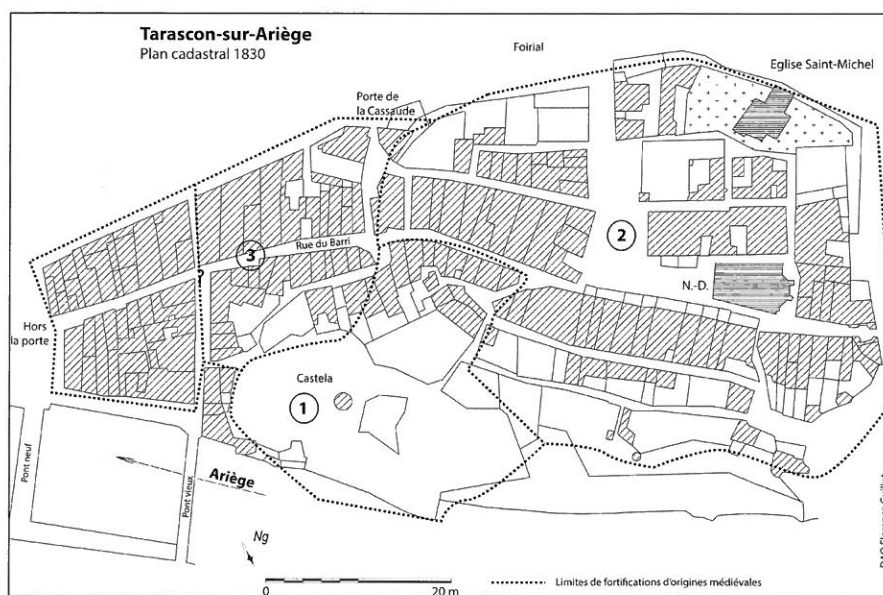 Tarascon-sur-Ariège
Plan cadastral 1830
Foirial
Eglise Saint-Michel
Porte de
la Cassaude
2
3
Rue du Barri
?
N.-D.
Hors
la porte
Castela
1
Pont neuf
Pont vieux
Ariège
Ng
0
20 m
Limites de fortifications d'origines médiévales